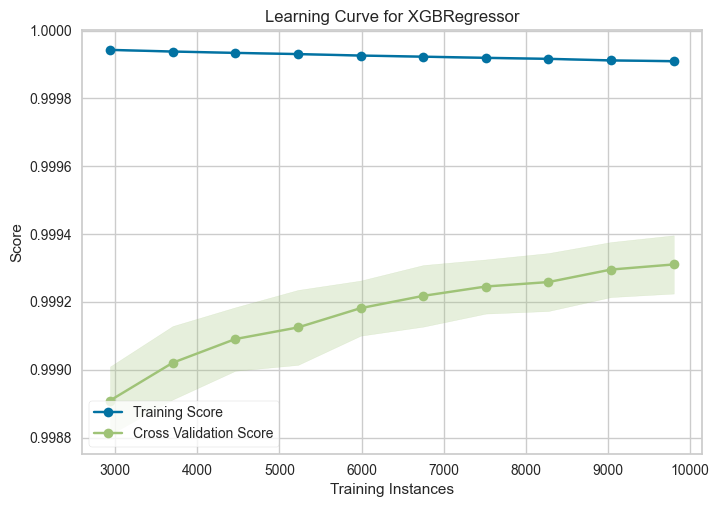 Learning Curve for XGBRegressor
1.0000
0.9998
0.9996
0.9994
0.9992
0.9990
0.9988
Score
Training Score
Cross Validation Score
3000 4000 5000 6000 7000 8000 9000 10000
Training Instances